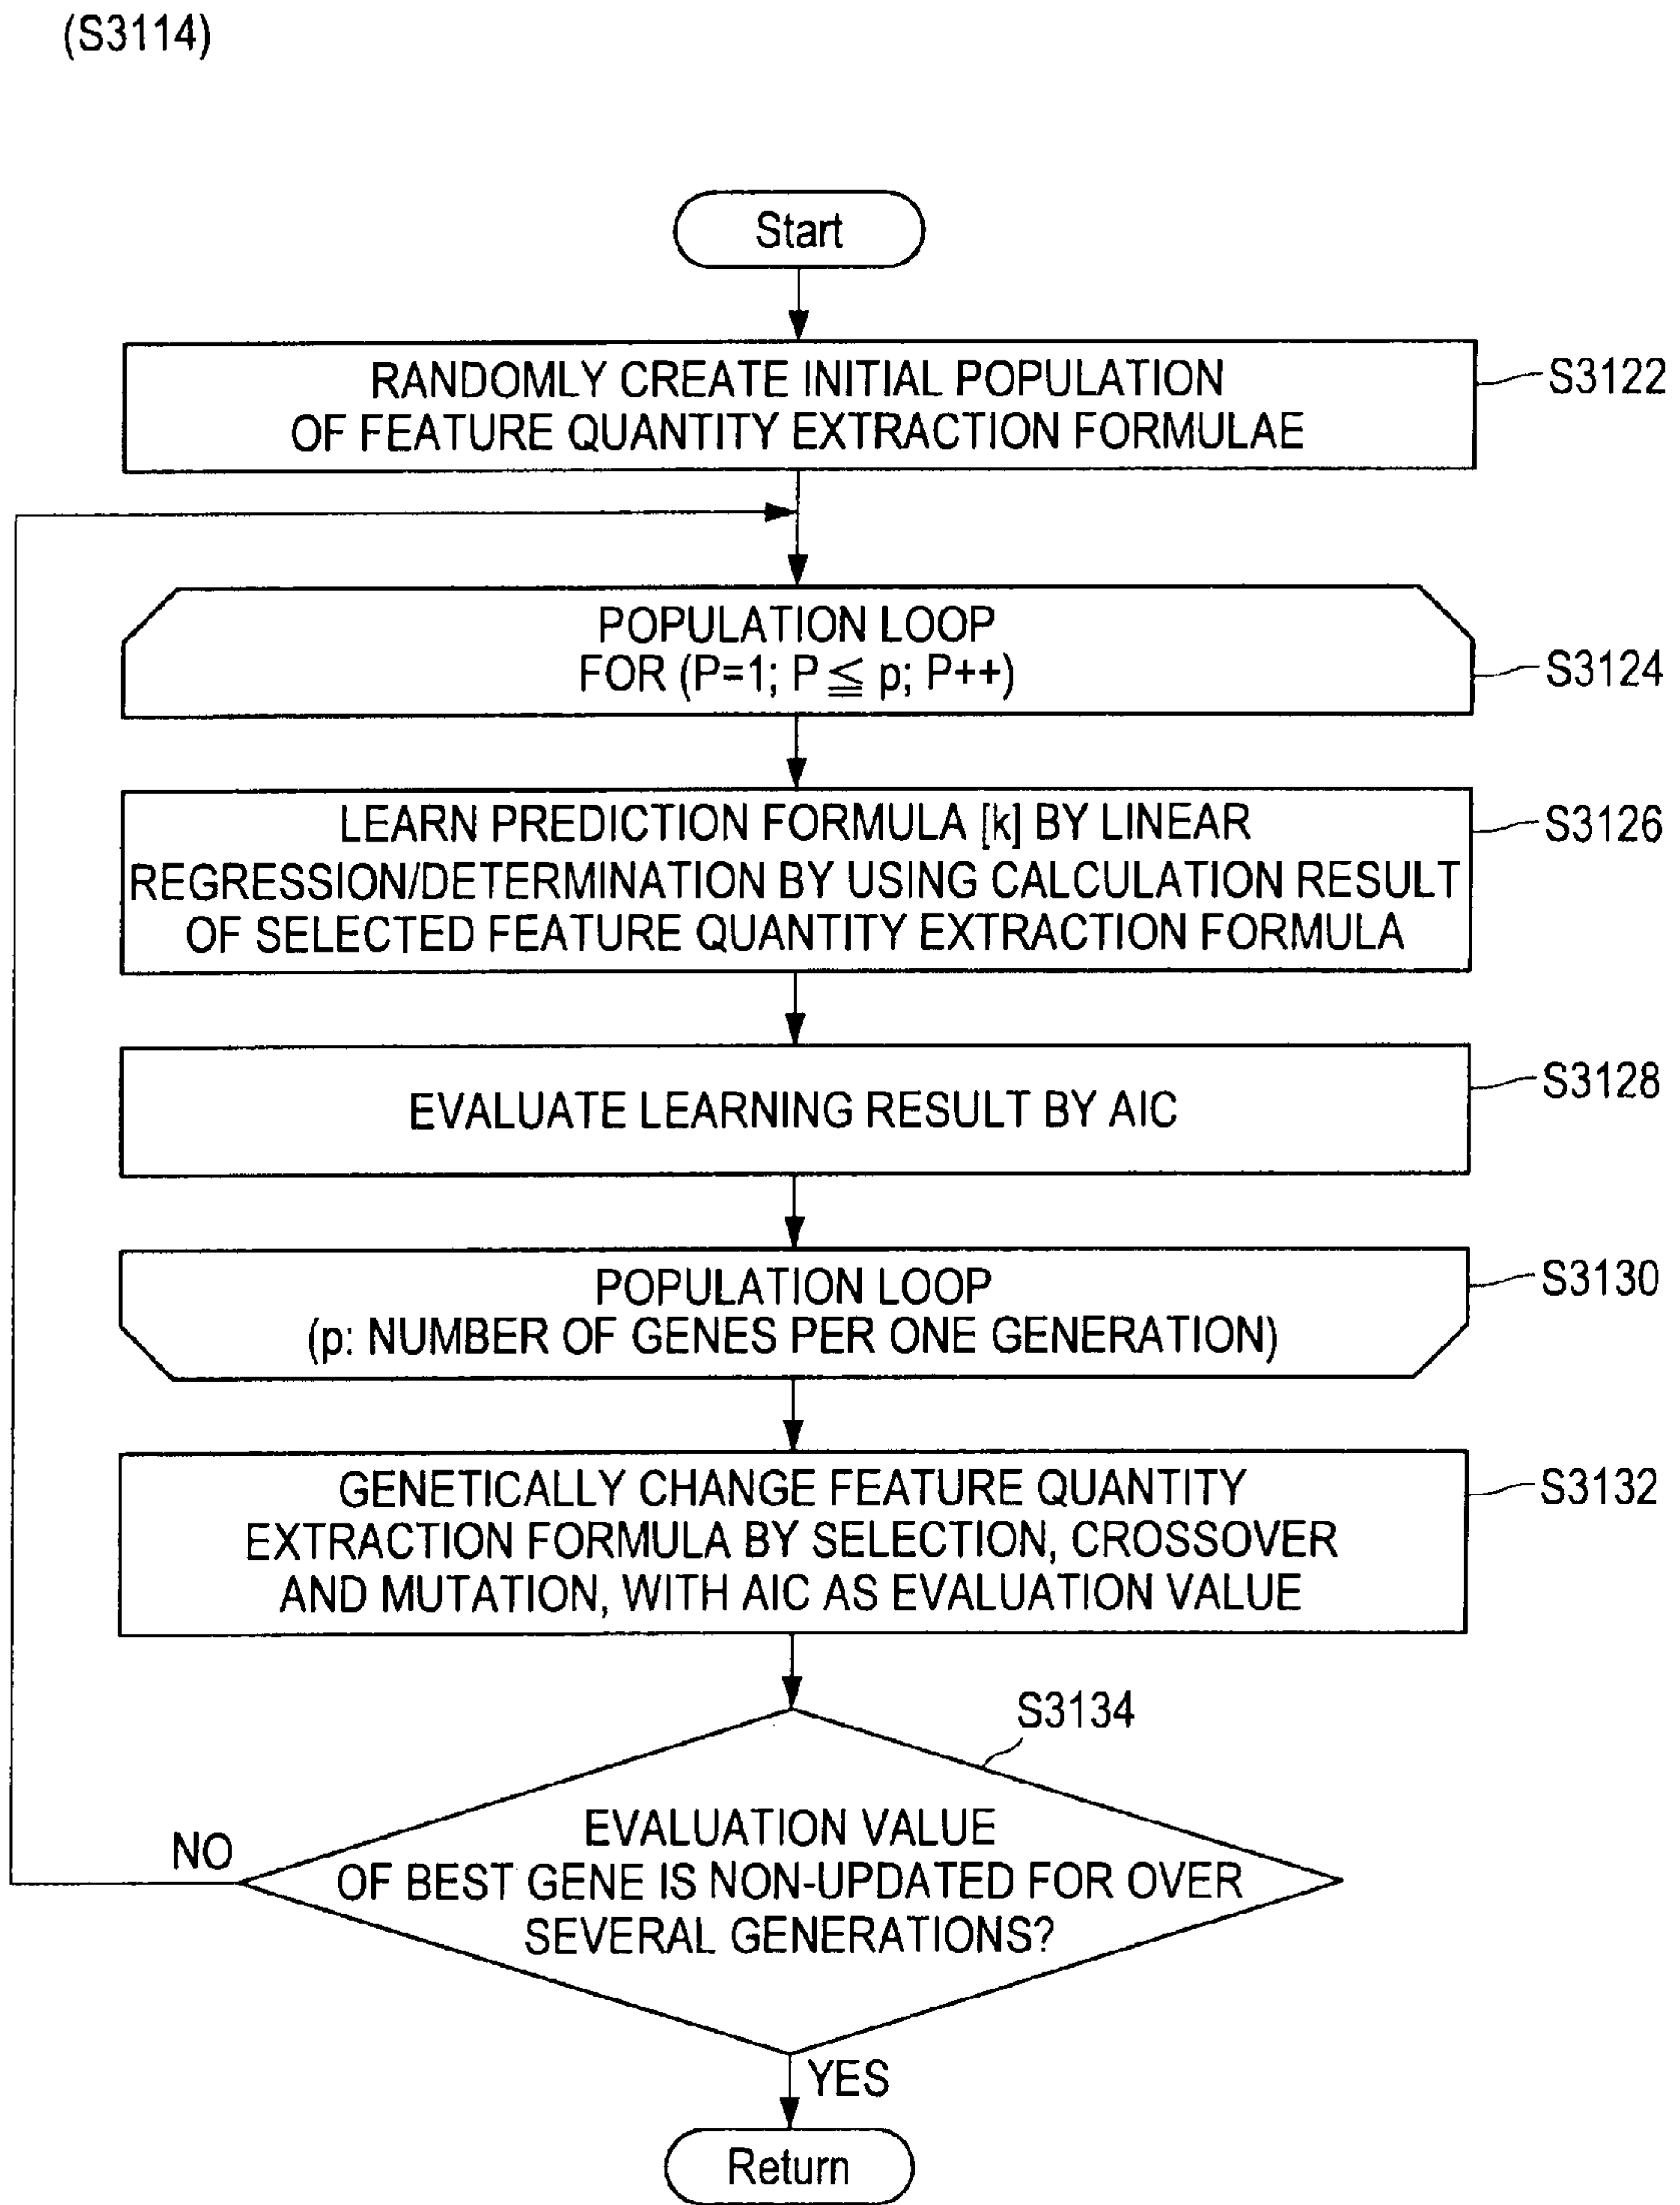 (S3114)
Start
RANDOMLY CREATE INITIAL POPULATION
OF FEATURE QUANTITY EXTRACTION FORMULAE
S3122
POPULATION LOOP
FOR (P=1; P ≦ p; P++)
S3124
LEARN PREDICTION FORMULA [k] BY LINEAR
REGRESSION/DETERMINATION BY USING CALCULATION RESULT
OF SELECTED FEATURE QUANTITY EXTRACTION FORMULA
S3126
EVALUATE LEARNING RESULT BY AIC
S3128
POPULATION LOOP
(p: NUMBER OF GENES PER ONE GENERATION)
S3130
GENETICALLY CHANGE FEATURE QUANTITY
EXTRACTION FORMULA BY SELECTION, CROSSOVER
AND MUTATION, WITH AIC AS EVALUATION VALUE
S3132
S3134
EVALUATION VALUE
OF BEST GENE IS NON-UPDATED FOR OVER
SEVERAL GENERATIONS?
NO
YES
Return